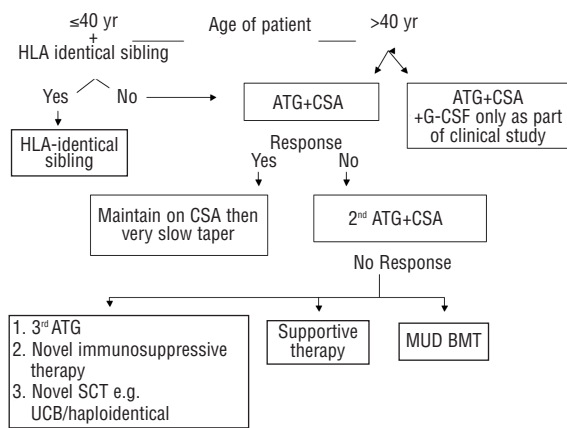 ≤40 yr
Age of patient
>40 yr
+
HLA identical sibling
Yes
No
ATG+CSA
ATG+CSA
+G-CSF only as part
of clinical study
HLA-identical
sibling
Response
Yes
No
Maintain on CSA then
very slow taper
2nd ATG+CSA
No Response
1. 3rd ATG
2. Novel immunosuppressive
therapy
3. Novel SCT e.g.
UCB/haploidentical
Supportive
therapy
MUD BMT